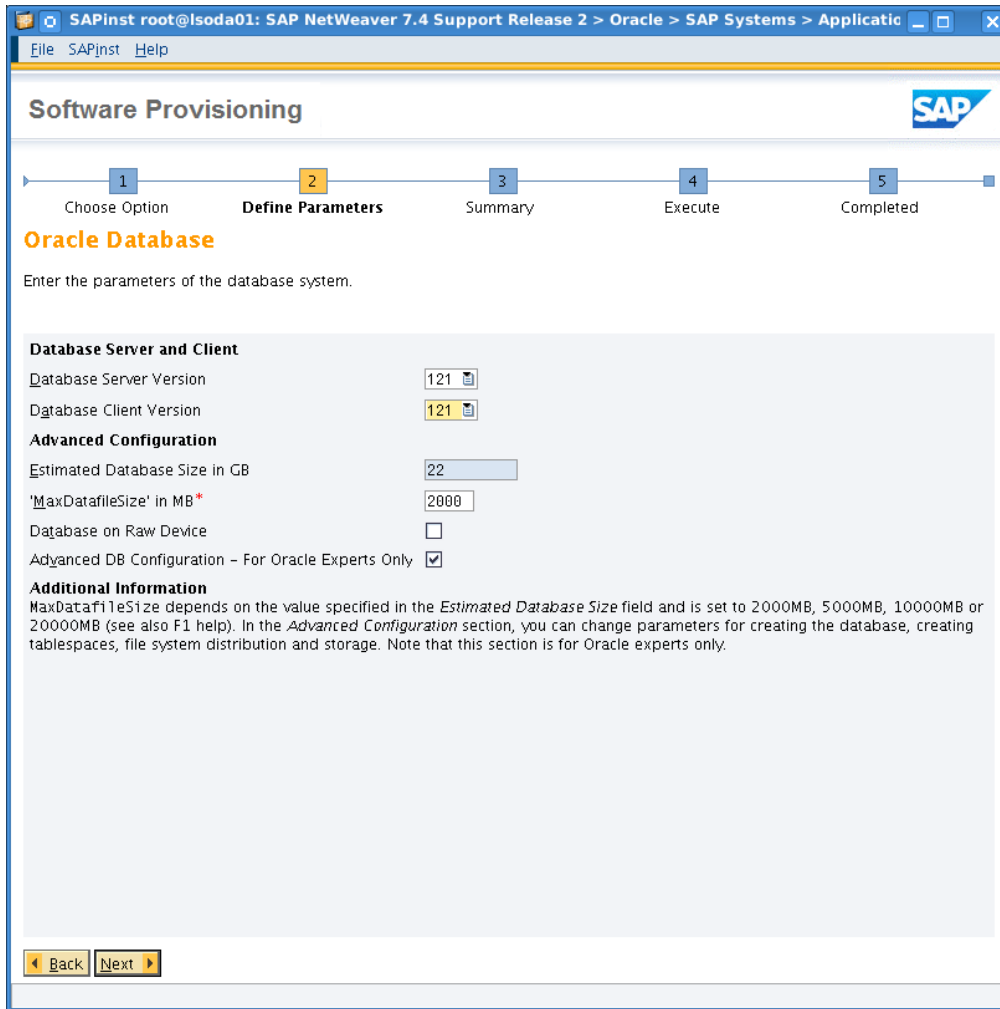 SAPinst root@lsoda01: SAP NetWeaver 7.4 Support Release 2 > Oracle > SAP Systems > Applicatio
File SAPinst Help
Software Provisioning
SAP
1 2 3 4 5
Choose Option Define Parameters Summary Execute Completed
Oracle Database
Enter the parameters of the database system.
Database Server and Client
Database Server Version 121
Database Client Version 121
Advanced Configuration
Estimated Database Size in GB 22
'MaxDatafileSize' in MB* 2000
Database on Raw Device
Advanced DB Configuration – For Oracle Experts Only
Additional Information
MaxDatafileSize depends on the value specified in the Estimated Database Size field and is set to 2000MB, 5000MB, 10000MB or
20000MB (see also F1 help). In the Advanced Configuration section, you can change parameters for creating the database, creating
tablespaces, file system distribution and storage. Note that this section is for Oracle experts only.
Back Next